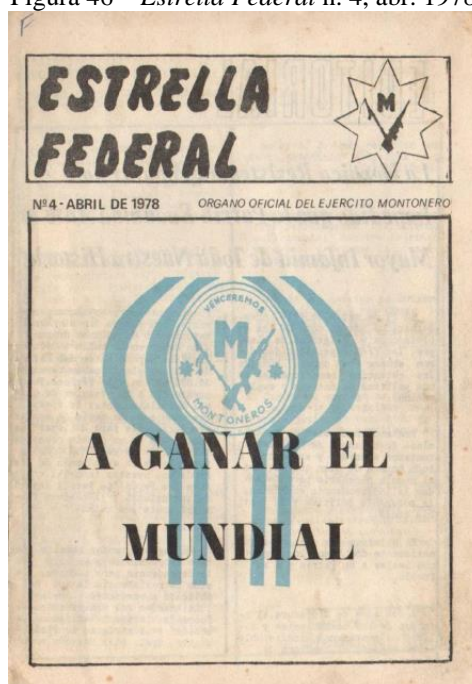 Figura 46 – Estrella Federal n. 4, abr. 1978
F
ESTRELLA
FEDERAL
M
Nº4 - ABRIL DE 1978 ORGANO OFICIAL DEL EJERCITO MONTONERO
VENCEREMOS
M
MONTONEROS
A GANAR EL
MUNDIAL